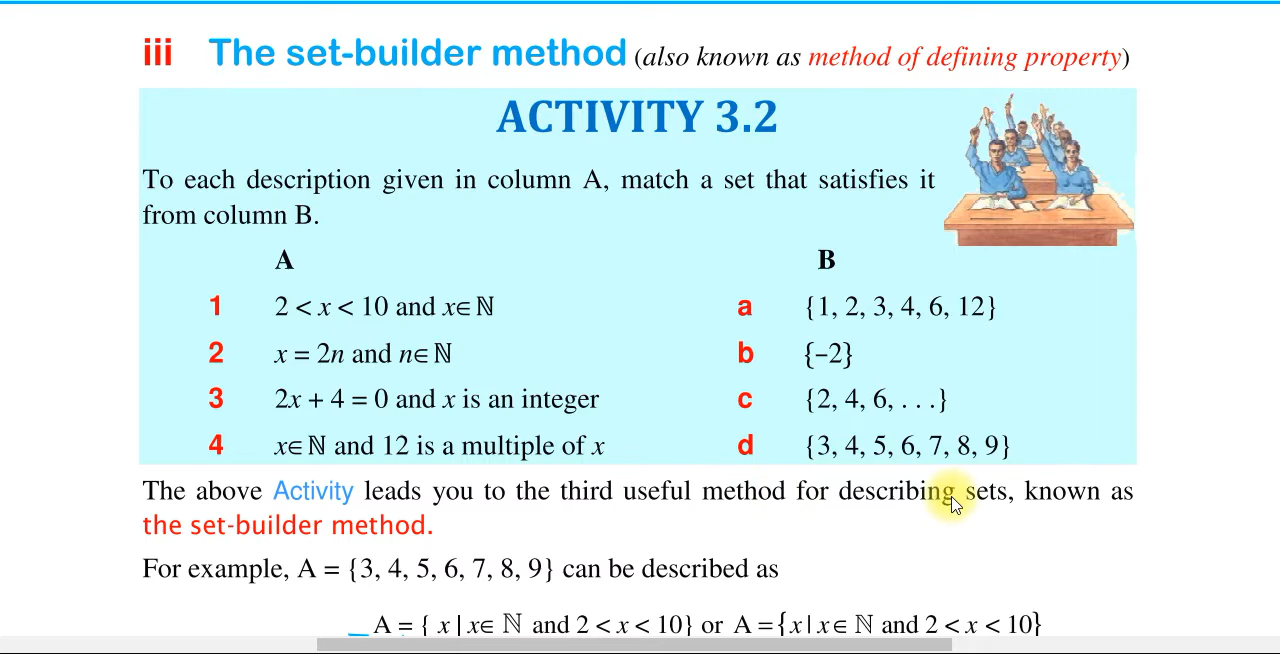 iii The set-builder method (also known as method of defining property)
ACTIVITY 3.2
To each description given in column A, match a set that satisfies it
from column B.
A B
1 2 < x < 10 and x∈ ℕ a {1, 2, 3, 4, 6, 12}
2 x = 2n and n∈ ℕ b {–2}
3 2x + 4 = 0 and x is an integer c {2, 4, 6, . . .}
4 x∈ ℕ and 12 is a multiple of x d {3, 4, 5, 6, 7, 8, 9}
The above Activity leads you to the third useful method for describing sets, known as
the set-builder method.
For example, A = {3, 4, 5, 6, 7, 8, 9} can be described as
A = { x | x∈ ℕ and 2 < x < 10} or A = {x | x ∈ ℕ and 2 < x < 10}